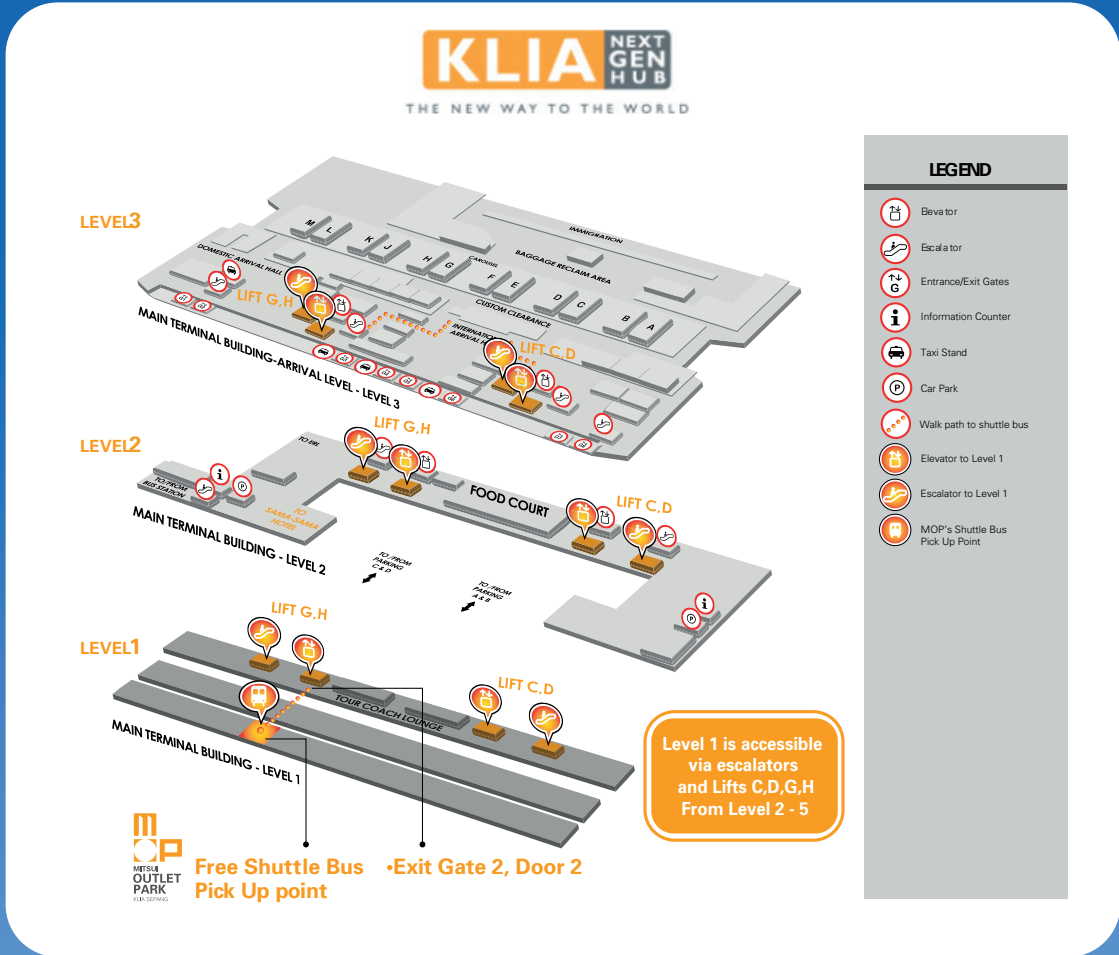 KLIA NEXT GEN HUB
THE NEW WAY TO THE WORLD
LEGEND
Elevator
Escalator
G
Entrance/Exit Gates
i
Information Counter
Taxi Stand
P
Car Park
Walk path to shuttle bus
Elevator to Level 1
Escalator to Level 1
MOP's Shuttle Bus
Pick Up Point
LEVEL3
IMMIGRATION
M
L
K
J
H
G
CAROUSEL
F
E
D
C
B
A
BAGGAGE RECLAIM AREA
DOMESTIC ARRIVAL HALL
CUSTOM CLEARANCE
LIFT G,H
LIFT C,D
MAIN TERMINAL BUILDING-ARRIVAL LEVEL - LEVEL 3
LEVEL2
LIFT G,H
TO/FROM
BUS STATION
i
P
TO
SAMA-SAMA
HOTEL
FOOD COURT
LIFT C,D
MAIN TERMINAL BUILDING - LEVEL 2
TO /FROM
PARKING
C & D
TO /FROM
PARKING
A & B
P
i
LEVEL1
LIFT G,H
LIFT C,D
TOUR COACH LOUNGE
MAIN TERMINAL BUILDING - LEVEL 1
Level 1 is accessible
via escalators
and Lifts C,D,G,H
From Level 2 - 5
MITSUI
OUTLET
PARK
KLIA SEPANG
Free Shuttle Bus
Pick Up point
•Exit Gate 2, Door 2